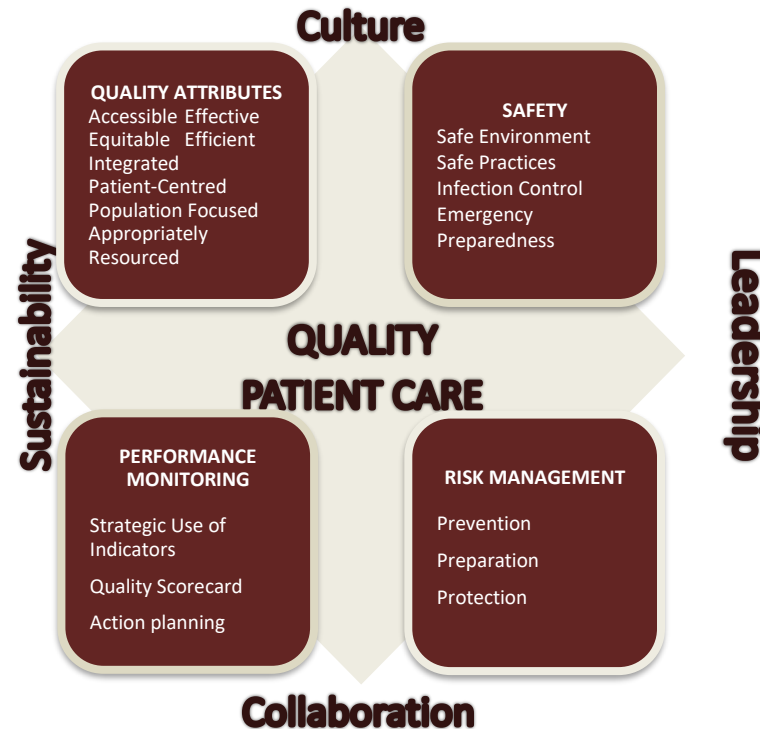 Culture
QUALITY ATTRIBUTES
Accessible Effective
Equitable Efficient
Integrated
Patient-Centred
Population Focused
Appropriately
Resourced
SAFETY
Safe Environment
Safe Practices
Infection Control
Emergency
Preparedness
Sustainability
QUALITY
PATIENT CARE
Leadership
PERFORMANCE
MONITORING
Strategic Use of
Indicators
Quality Scorecard
Action planning
RISK MANAGEMENT
Prevention
Preparation
Protection
Collaboration